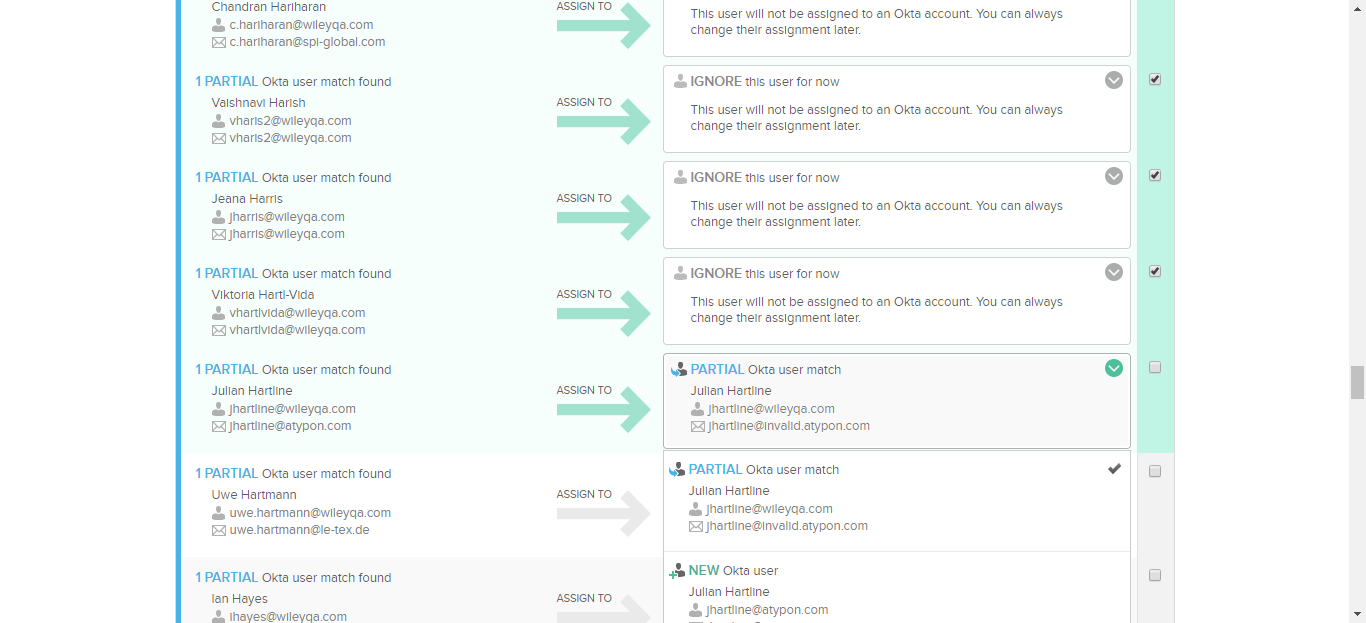 Chandran Hariharan
c.hariharan@wileyqa.com
c.hariharan@spi-global.com
ASSIGN TO
This user will not be assigned to an Okta account. You can always
change their assignment later.
1 PARTIAL Okta user match found
Vaishnavi Harish
vharis2@wileyqa.com
vharis2@wileyqa.com
ASSIGN TO
IGNORE this user for now
This user will not be assigned to an Okta account. You can always
change their assignment later.
1 PARTIAL Okta user match found
Jeana Harris
jharris@wileyqa.com
jharris@wileyqa.com
ASSIGN TO
IGNORE this user for now
This user will not be assigned to an Okta account. You can always
change their assignment later.
1 PARTIAL Okta user match found
Viktoria Hartl-Vida
vhartlvida@wileyqa.com
vhartlvida@wileyqa.com
ASSIGN TO
IGNORE this user for now
This user will not be assigned to an Okta account. You can always
change their assignment later.
1 PARTIAL Okta user match found
Julian Hartline
jhartline@wileyqa.com
jhartline@atypon.com
ASSIGN TO
PARTIAL Okta user match
Julian Hartline
jhartline@wileyqa.com
jhartline@invalid.atypon.com
1 PARTIAL Okta user match found
Uwe Hartmann
uwe.hartmann@wileyqa.com
uwe.hartmann@le-tex.de
ASSIGN TO
PARTIAL Okta user match
Julian Hartline
jhartline@wileyqa.com
jhartline@invalid.atypon.com
1 PARTIAL Okta user match found
Ian Hayes
ihayes@wileyqa.com
ASSIGN TO
NEW Okta user
Julian Hartline
jhartline@atypon.com